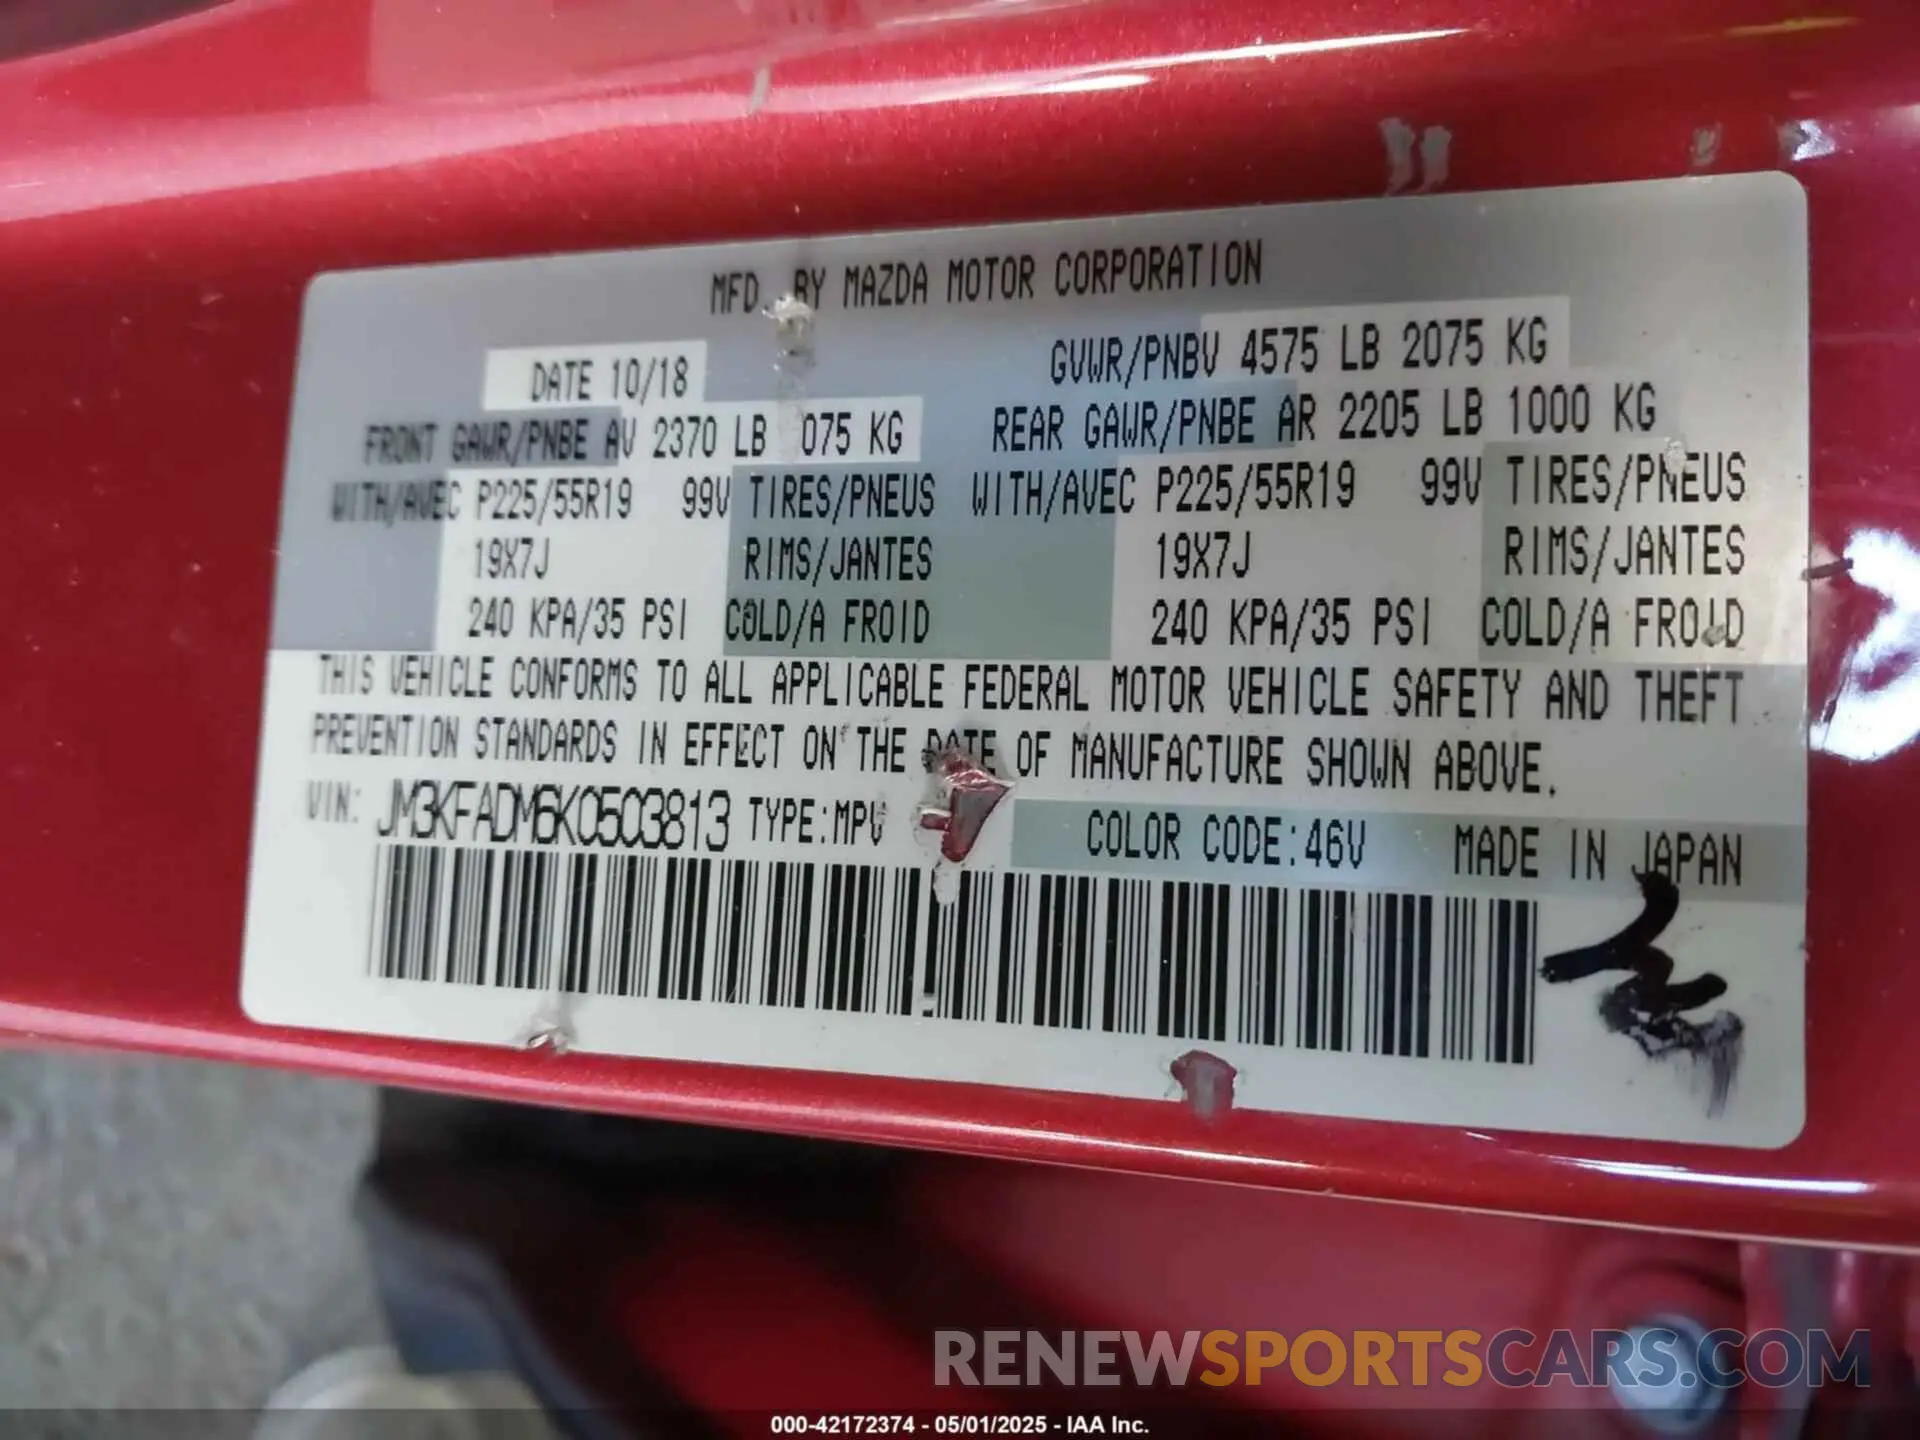 MFD. BY MAZDA MOTOR CORPORATION
DATE 10/18 GVWR/PNBV 4575 LB 2075 KG
FRONT GAWR/PNBE AV 2370 LB 075 KG REAR GAWR/PNBE AR 2205 LB 1000 KG
WITH/AVEC P225/55R19 99V TIRES/PNEUS WITH/AVEC P225/55R19 99V TIRES/PNEUS
19X7J RIMS/JANTES 19X7J RIMS/JANTES
240 KPA/35 PSI COLD/A FROID 240 KPA/35 PSI COLD/A FROID
THIS VEHICLE CONFORMS TO ALL APPLICABLE FEDERAL MOTOR VEHICLE SAFETY AND THEFT
PREVENTION STANDARDS IN EFFECT ON THE DATE OF MANUFACTURE SHOWN ABOVE.
VIN: JM3KFADM6K0503813 TYPE:MPV COLOR CODE:46V MADE IN JAPAN
RENEWSPORTSCARS.COM
000-42172374 - 05/01/2025 - IAA Inc.